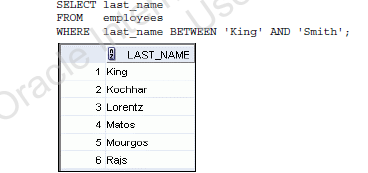 SELECT last_name
FROM employees
WHERE last_name BETWEEN 'King' AND 'Smith';
LAST_NAME
1 King
2 Kochhar
3 Lorentz
4 Matos
5 Mourgos
6 Rajs
Oracle